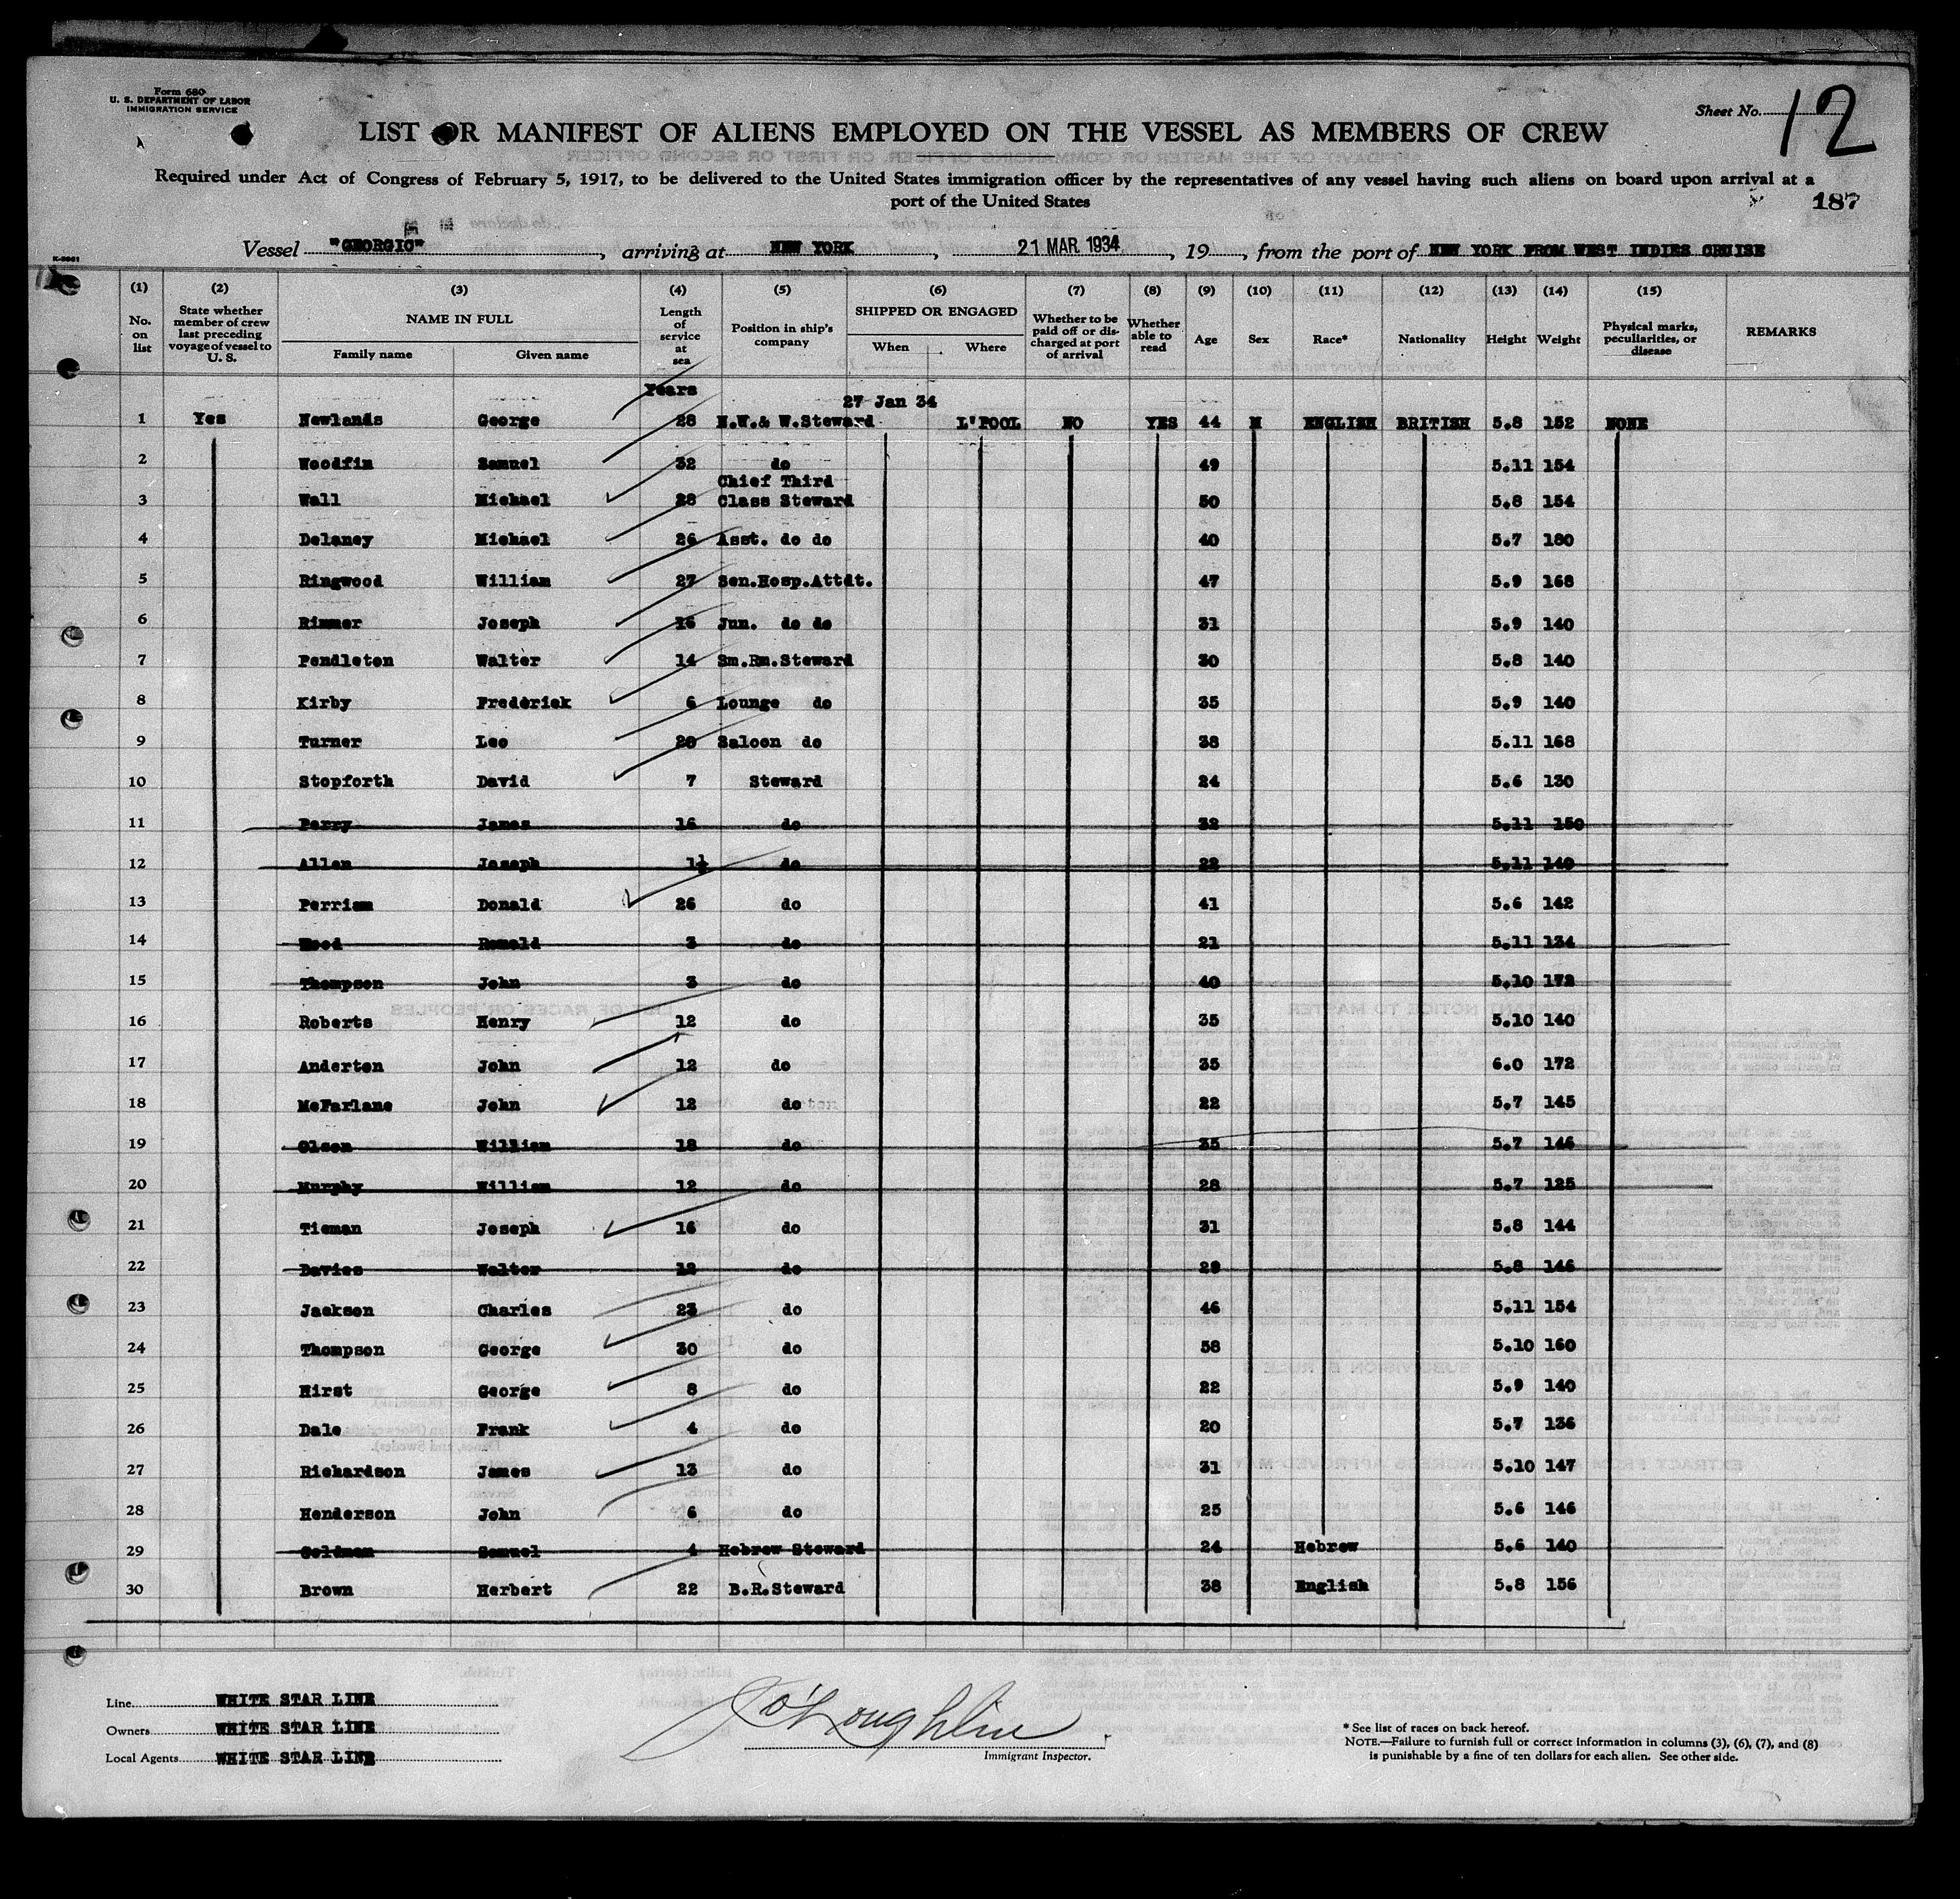 Form 680
U. S. DEPARTMENT OF LABOR
IMMIGRATION SERVICE
Sheet No. 12
LIST OR MANIFEST OF ALIENS EMPLOYED ON THE VESSEL AS MEMBERS OF CREW
Required under Act of Congress of February 5, 1917, to be delivered to the United States immigration officer by the representatives of any vessel having such aliens on board upon arrival at a
port of the United States
187
Vessel "GEORGIC", arriving at NEW YORK, 21 MAR. 1934, 19, from the port of NEW YORK FROM WEST INDIES CRUISE
(1) (2) (3) (4) (5) (6) (7) (8) (9) (10) (11) (12) (13) (14) (15)
No. on list
State whether member of crew last preceding voyage of vessel to U. S.
NAME IN FULL
Family name Given name
Length of service at sea
Position in ship's company
SHIPPED OR ENGAGED
When Where
Whether to be paid off or discharged at port of arrival
Whether able to read
Age Sex Race* Nationality Height Weight
Physical marks, peculiarities, or disease
REMARKS
Years
27 Jan 34
1 Yes Newlands George 28 N.W.& W.Steward L'POOL NO YES 44 M ENGLISH BRITISH 5.8 152 NONE
2 Woodfin Samuel 32 do 49 5.11 154
Chief Third
3 Wall Michael 28 Class Steward 50 5.8 154
4 Delaney Michael 26 Asst. do do 40 5.7 180
5 Ringwood William 27 Sen.Hosp.Attdt. 47 5.9 168
6 Rimmer Joseph 16 Jun. do do 31 5.9 140
7 Pendleton Walter 14 Sm.Rm.Steward 30 5.8 140
8 Kirby Frederick 6 Lounge do 35 5.9 140
9 Turner Leo 20 Saloon do 38 5.11 168
10 Stopforth David 7 Steward 24 5.6 130
11 Perry James 16 do 32 5.11 150
12 Allen Joseph do 22 5.11 140
13 Perriam Donald 26 do 41 5.6 142
14 Ronald 3 do 21 5.11 134
15 Thompson John 3 do 40 5.10 172
16 Roberts Henry 12 do 35 5.10 140
17 Anderton John 12 do 35 6.0 172
18 McFarlane John 12 do 22 5.7 145
19 Olson William 18 do 35 5.7 146
20 Murphy William 12 do 28 5.7 125
21 Tieman Joseph 16 do 31 5.8 144
22 Davies Walter 12 do 29 5.8 146
23 Jackson Charles 23 do 46 5.11 154
24 Thompson George 30 do 58 5.10 160
25 Hirst George 8 do 22 5.9 140
26 Dale Frank 4 do 20 5.7 136
27 Richardson James 13 do 31 5.10 147
28 Henderson John 6 do 25 5.6 146
29 Goldman Samuel 4 Hebrew Steward 24 Hebrew 5.6 140
30 Brown Herbert 22 B.R.Steward 38 English 5.8 156
Line WHITE STAR LINE
Owners WHITE STAR LINE
Local Agents WHITE STAR LINE
O'Loughlin
Immigrant Inspector.
* See list of races on back hereof.
NOTE.—Failure to furnish full or correct information in columns (3), (6), (7), and (8)
is punishable by a fine of ten dollars for each alien. See other side.